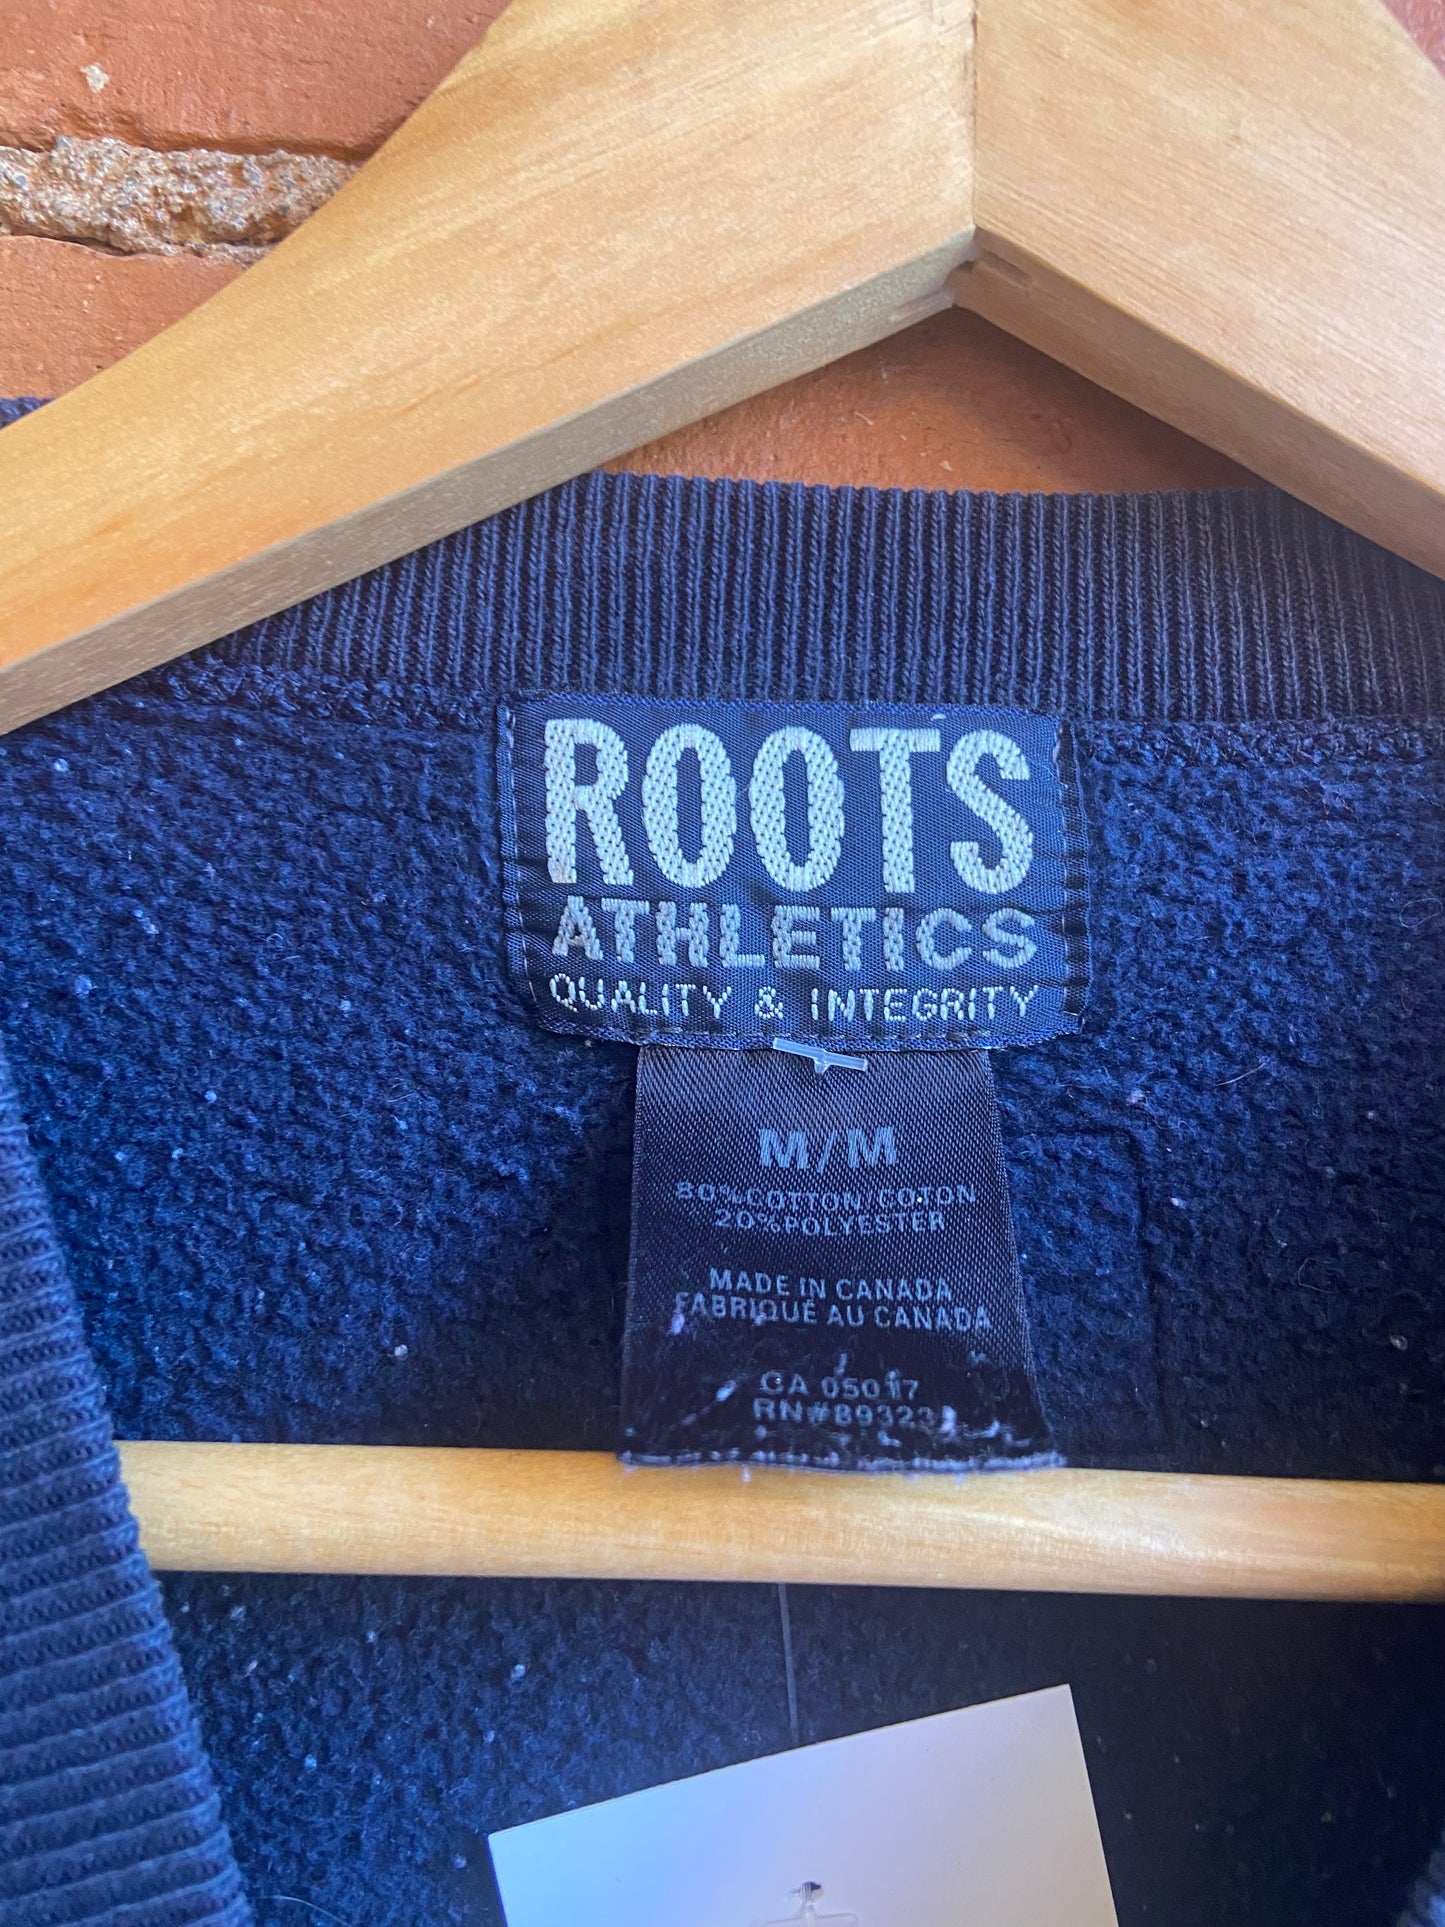 ROOTS
ATHLETICS
QUALITY & INTEGRITY
M/M
80% COTTON/COTON
20% POLYESTER
MADE IN CANADA
FABRIQUÉ AU CANADA
CA 05017